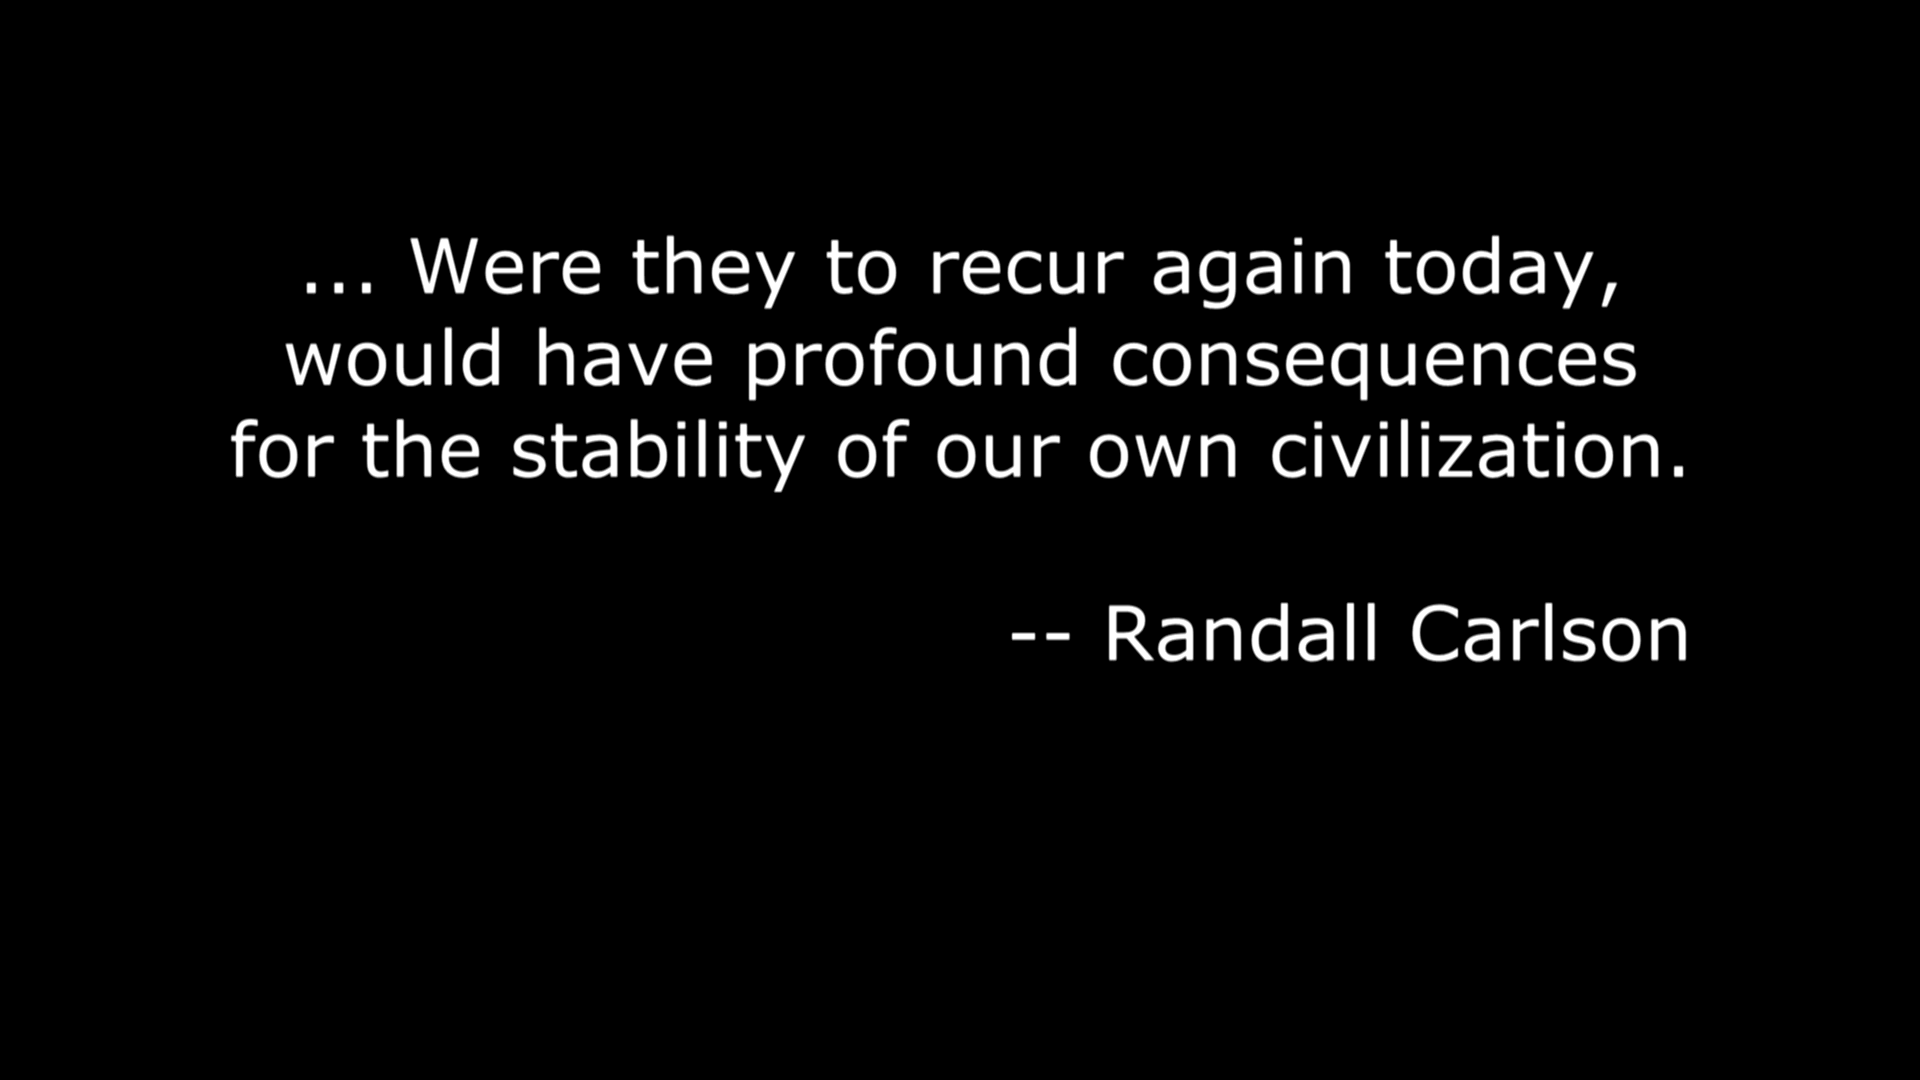 ... Were they to recur again today,
would have profound consequences
for the stability of our own civilization.
-- Randall Carlson